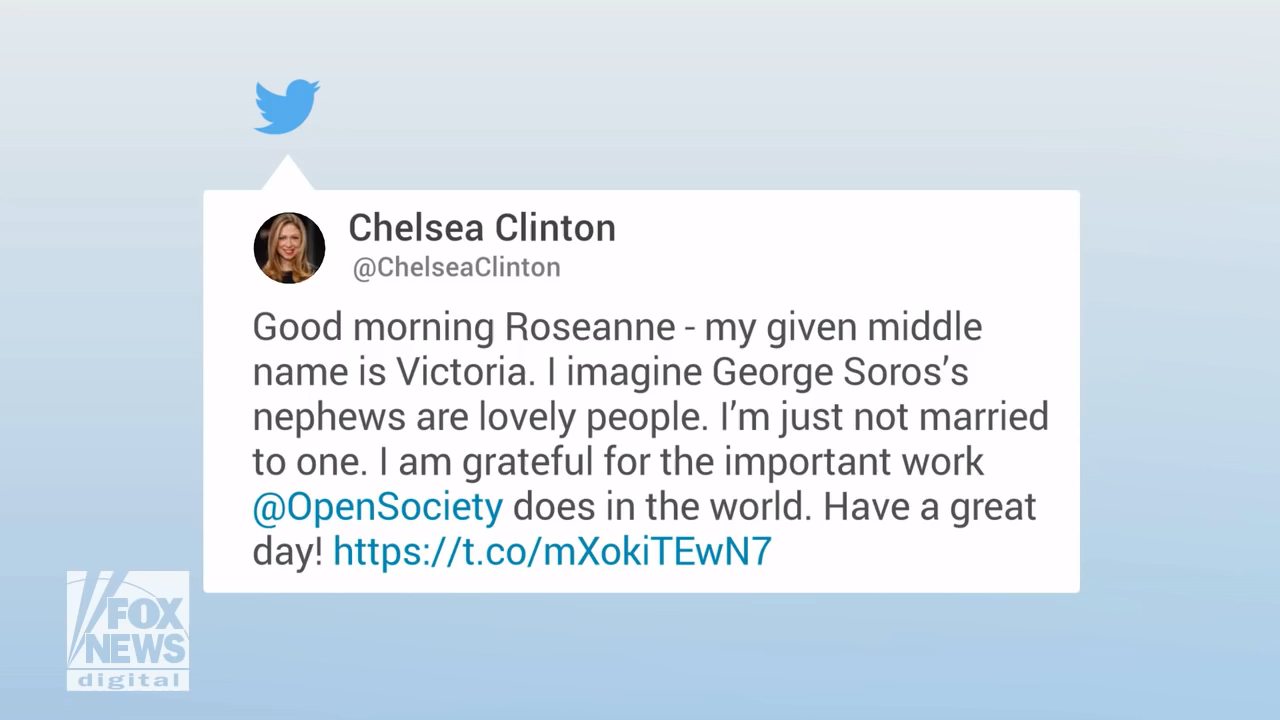 Chelsea Clinton
@ChelseaClinton
Good morning Roseanne - my given middle
name is Victoria. I imagine George Soros’s
nephews are lovely people. I’m just not married
to one. I am grateful for the important work
@OpenSociety does in the world. Have a great
day! https://t.co/mXokiTEwN7
FOX
NEWS
digital